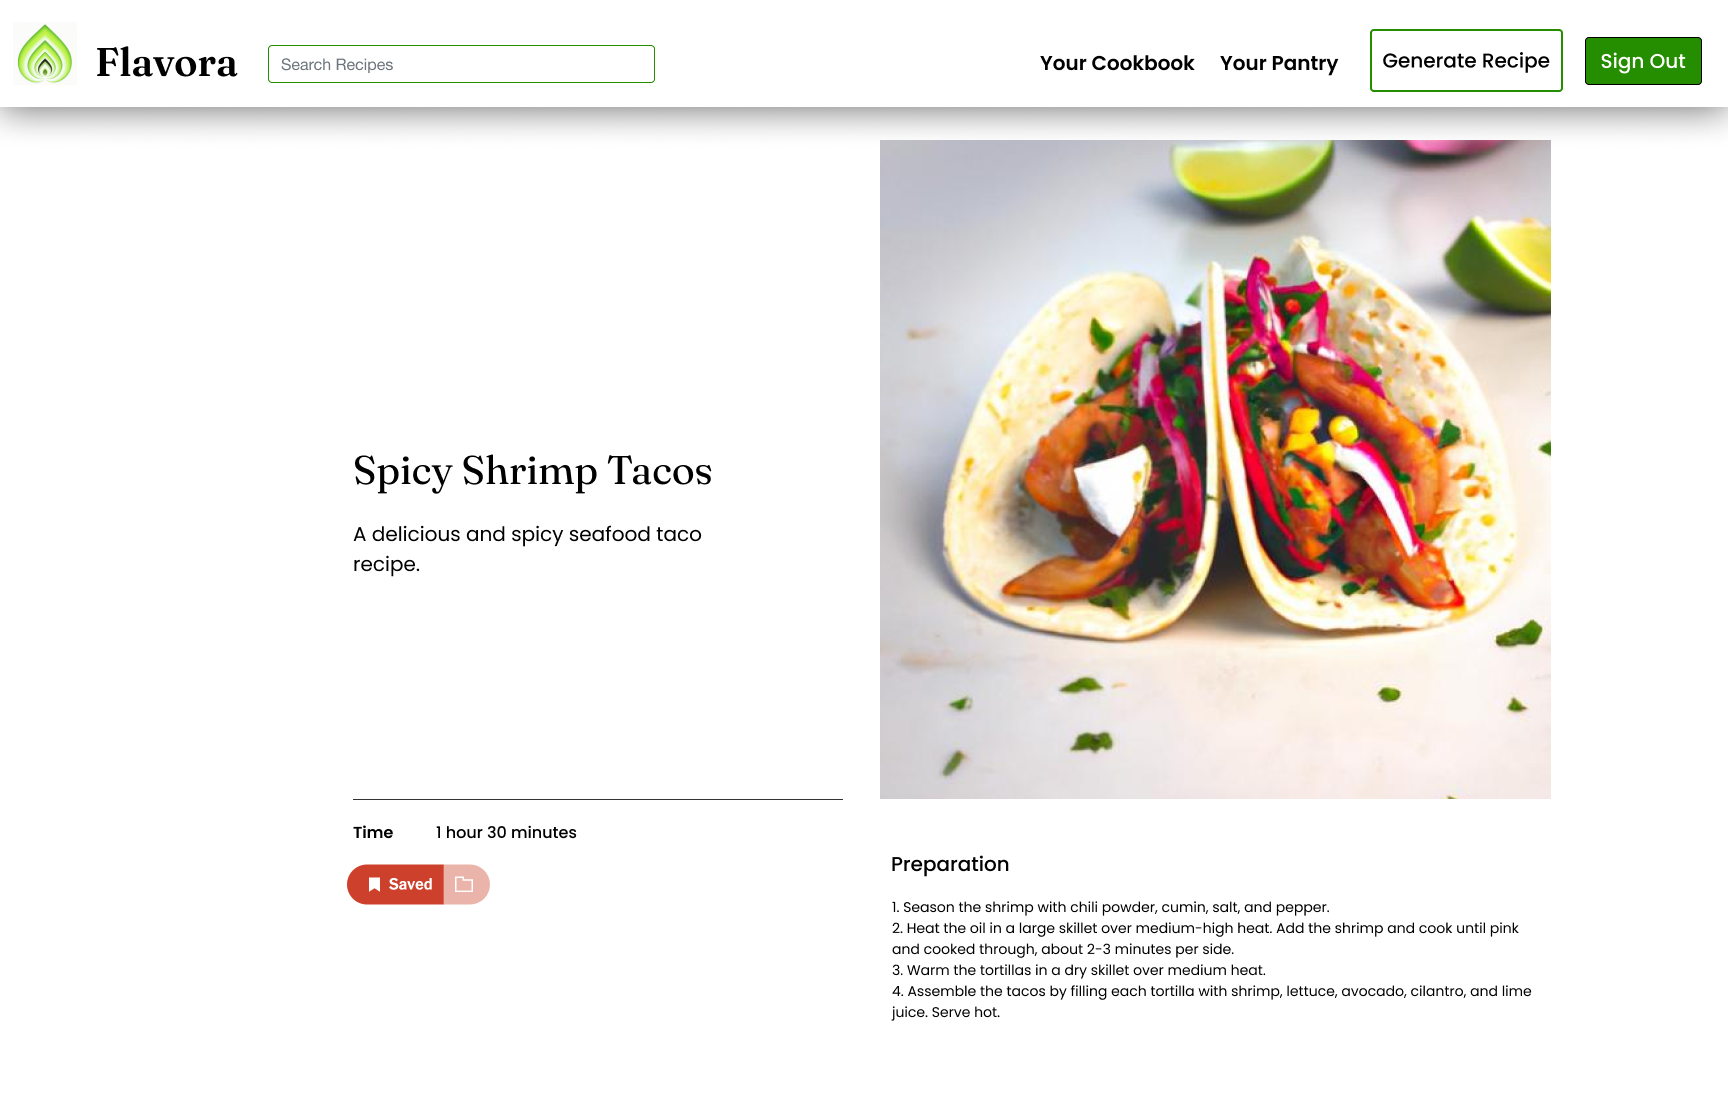 Flavora
Search Recipes
Your Cookbook
Your Pantry
Generate Recipe
Sign Out
Spicy Shrimp Tacos
A delicious and spicy seafood taco
recipe.
Time 1 hour 30 minutes
Saved
Preparation
1. Season the shrimp with chili powder, cumin, salt, and pepper.
2. Heat the oil in a large skillet over medium-high heat. Add the shrimp and cook until pink
and cooked through, about 2-3 minutes per side.
3. Warm the tortillas in a dry skillet over medium heat.
4. Assemble the tacos by filling each tortilla with shrimp, lettuce, avocado, cilantro, and lime
juice. Serve hot.